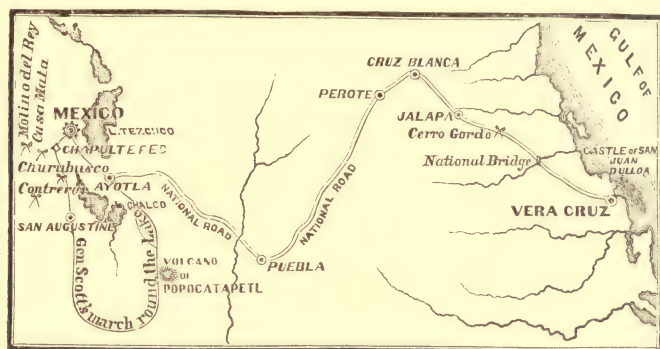 GULF OF
MEXICO
Molino del Rey
Casa Mata
MEXICO
L. TEZCUCO
CHAPULTEPEC
Churubusco
Contreras
AYOTLA
CHALCO
SAN AUGUSTINE
Gen Scott's march round the Lake
NATIONAL ROAD
VOLCANO
OF
POPOCATAPETL
PUEBLA
NATIONAL ROAD
PEROTE
CRUZ BLANCA
JALAPA
Cerro Gordo
National Bridge
CASTLE OF SAN
JUAN
DULLOA
VERA CRUZ